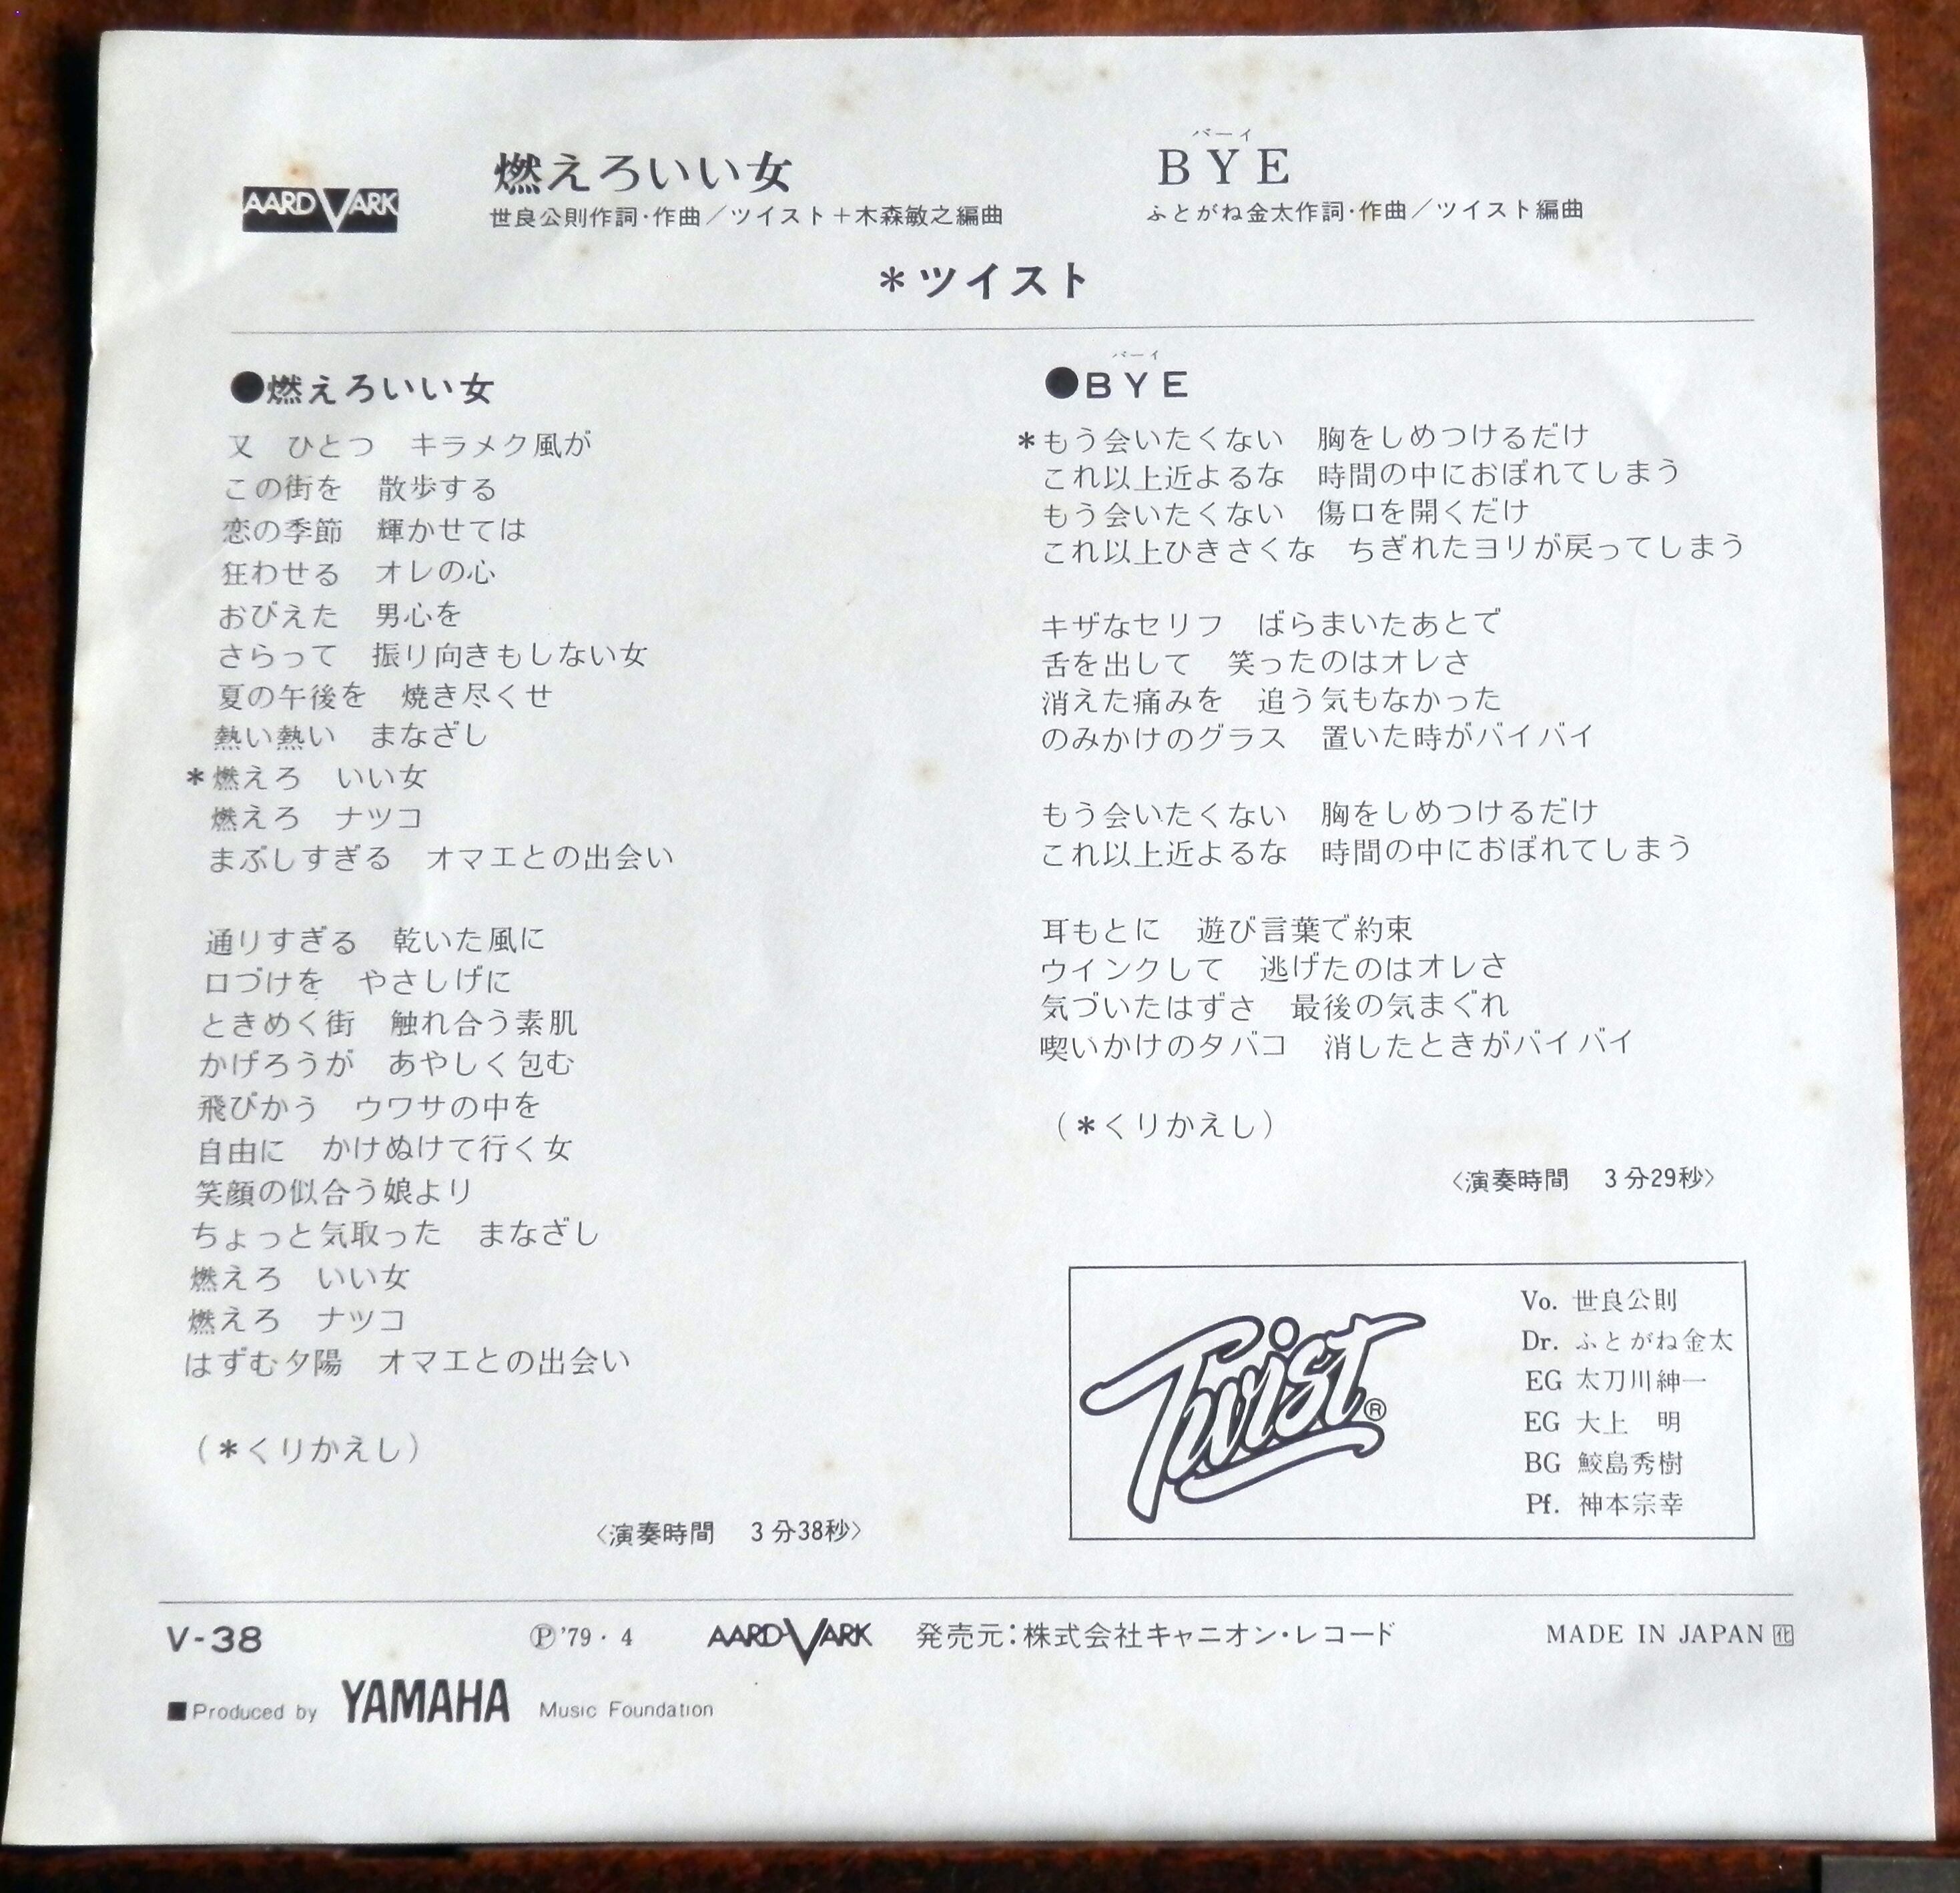 AARDVARK
燃えろいい女
世良公則作詞・作曲／ツイスト＋木森敏之編曲
バーイ
BYE
ふとがね金太作詞・作曲／ツイスト編曲
＊ツイスト
●燃えろいい女
又　ひとつ　キラメク風が
この街を　散歩する
恋の季節　輝かせては
狂わせる　オレの心
おびえた　男心を
さらって　振り向きもしない女
夏の午後を　焼き尽くせ
熱い熱い　まなざし
＊燃えろ　いい女
燃えろ　ナツコ
まぶしすぎる　オマエとの出会い
通りすぎる　乾いた風に
口づけを　やさしげに
ときめく街　触れ合う素肌
かげろうが　あやしく包む
飛びかう　ウワサの中を
自由に　かけぬけて行く女
笑顔の似合う娘より
ちょっと気取った　まなざし
燃えろ　いい女
燃えろ　ナツコ
はずむ夕陽　オマエとの出会い
（＊くりかえし）
〈演奏時間　3分38秒〉
バーイ
●BYE
＊もう会いたくない　胸をしめつけるだけ
これ以上近よるな　時間の中におぼれてしまう
もう会いたくない　傷口を開くだけ
これ以上ひきさくな　ちぎれたヨリが戻ってしまう
キザなセリフ　ばらまいたあとで
舌を出して　笑ったのはオレさ
消えた痛みを　追う気もなかった
のみかけのグラス　置いた時がバイバイ
もう会いたくない　胸をしめつけるだけ
これ以上近よるな　時間の中におぼれてしまう
耳もとに　遊び言葉で約束
ウインクして　逃げたのはオレさ
気づいたはずさ　最後の気まぐれ
喫いかけのタバコ　消したときがバイバイ
（＊くりかえし）
〈演奏時間　3分29秒〉
Twist®
Vo. 世良公則
Dr. ふとがね金太
EG 太刀川紳一
EG 大上　明
BG 鮫島秀樹
Pf. 神本宗幸
V-38　Ⓟ'79・4　AARD-VARK　発売元：株式会社キャニオン・レコード　MADE IN JAPAN 化
■Produced by YAMAHA Music Foundation